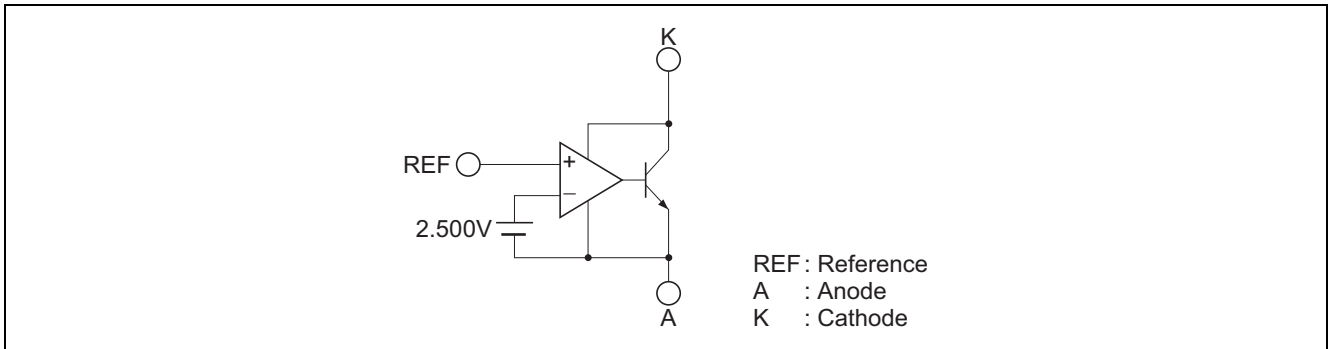 K
REF
+
−
2.500V
A
REF : Reference
A : Anode
K : Cathode